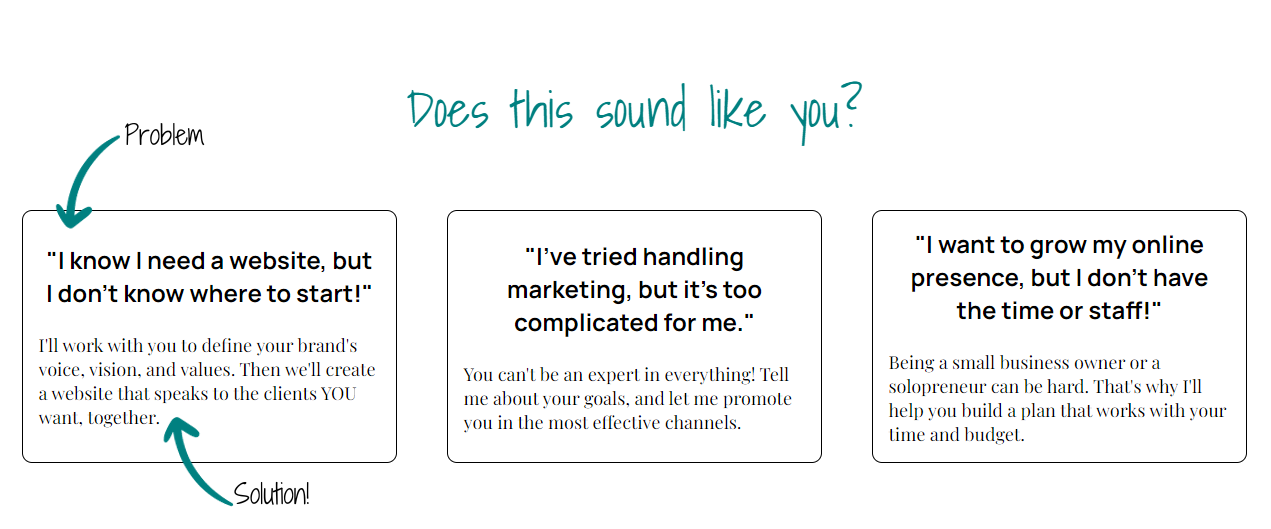 Does this sound like you?
Problem
"I know I need a website, but
I don't know where to start!"
I'll work with you to define your brand's
voice, vision, and values. Then we'll create
a website that speaks to the clients YOU
want, together.
Solution!
"I've tried handling
marketing, but it's too
complicated for me."
You can't be an expert in everything! Tell
me about your goals, and let me promote
you in the most effective channels.
"I want to grow my online
presence, but I don't have
the time or staff!"
Being a small business owner or a
solopreneur can be hard. That's why I'll
help you build a plan that works with your
time and budget.